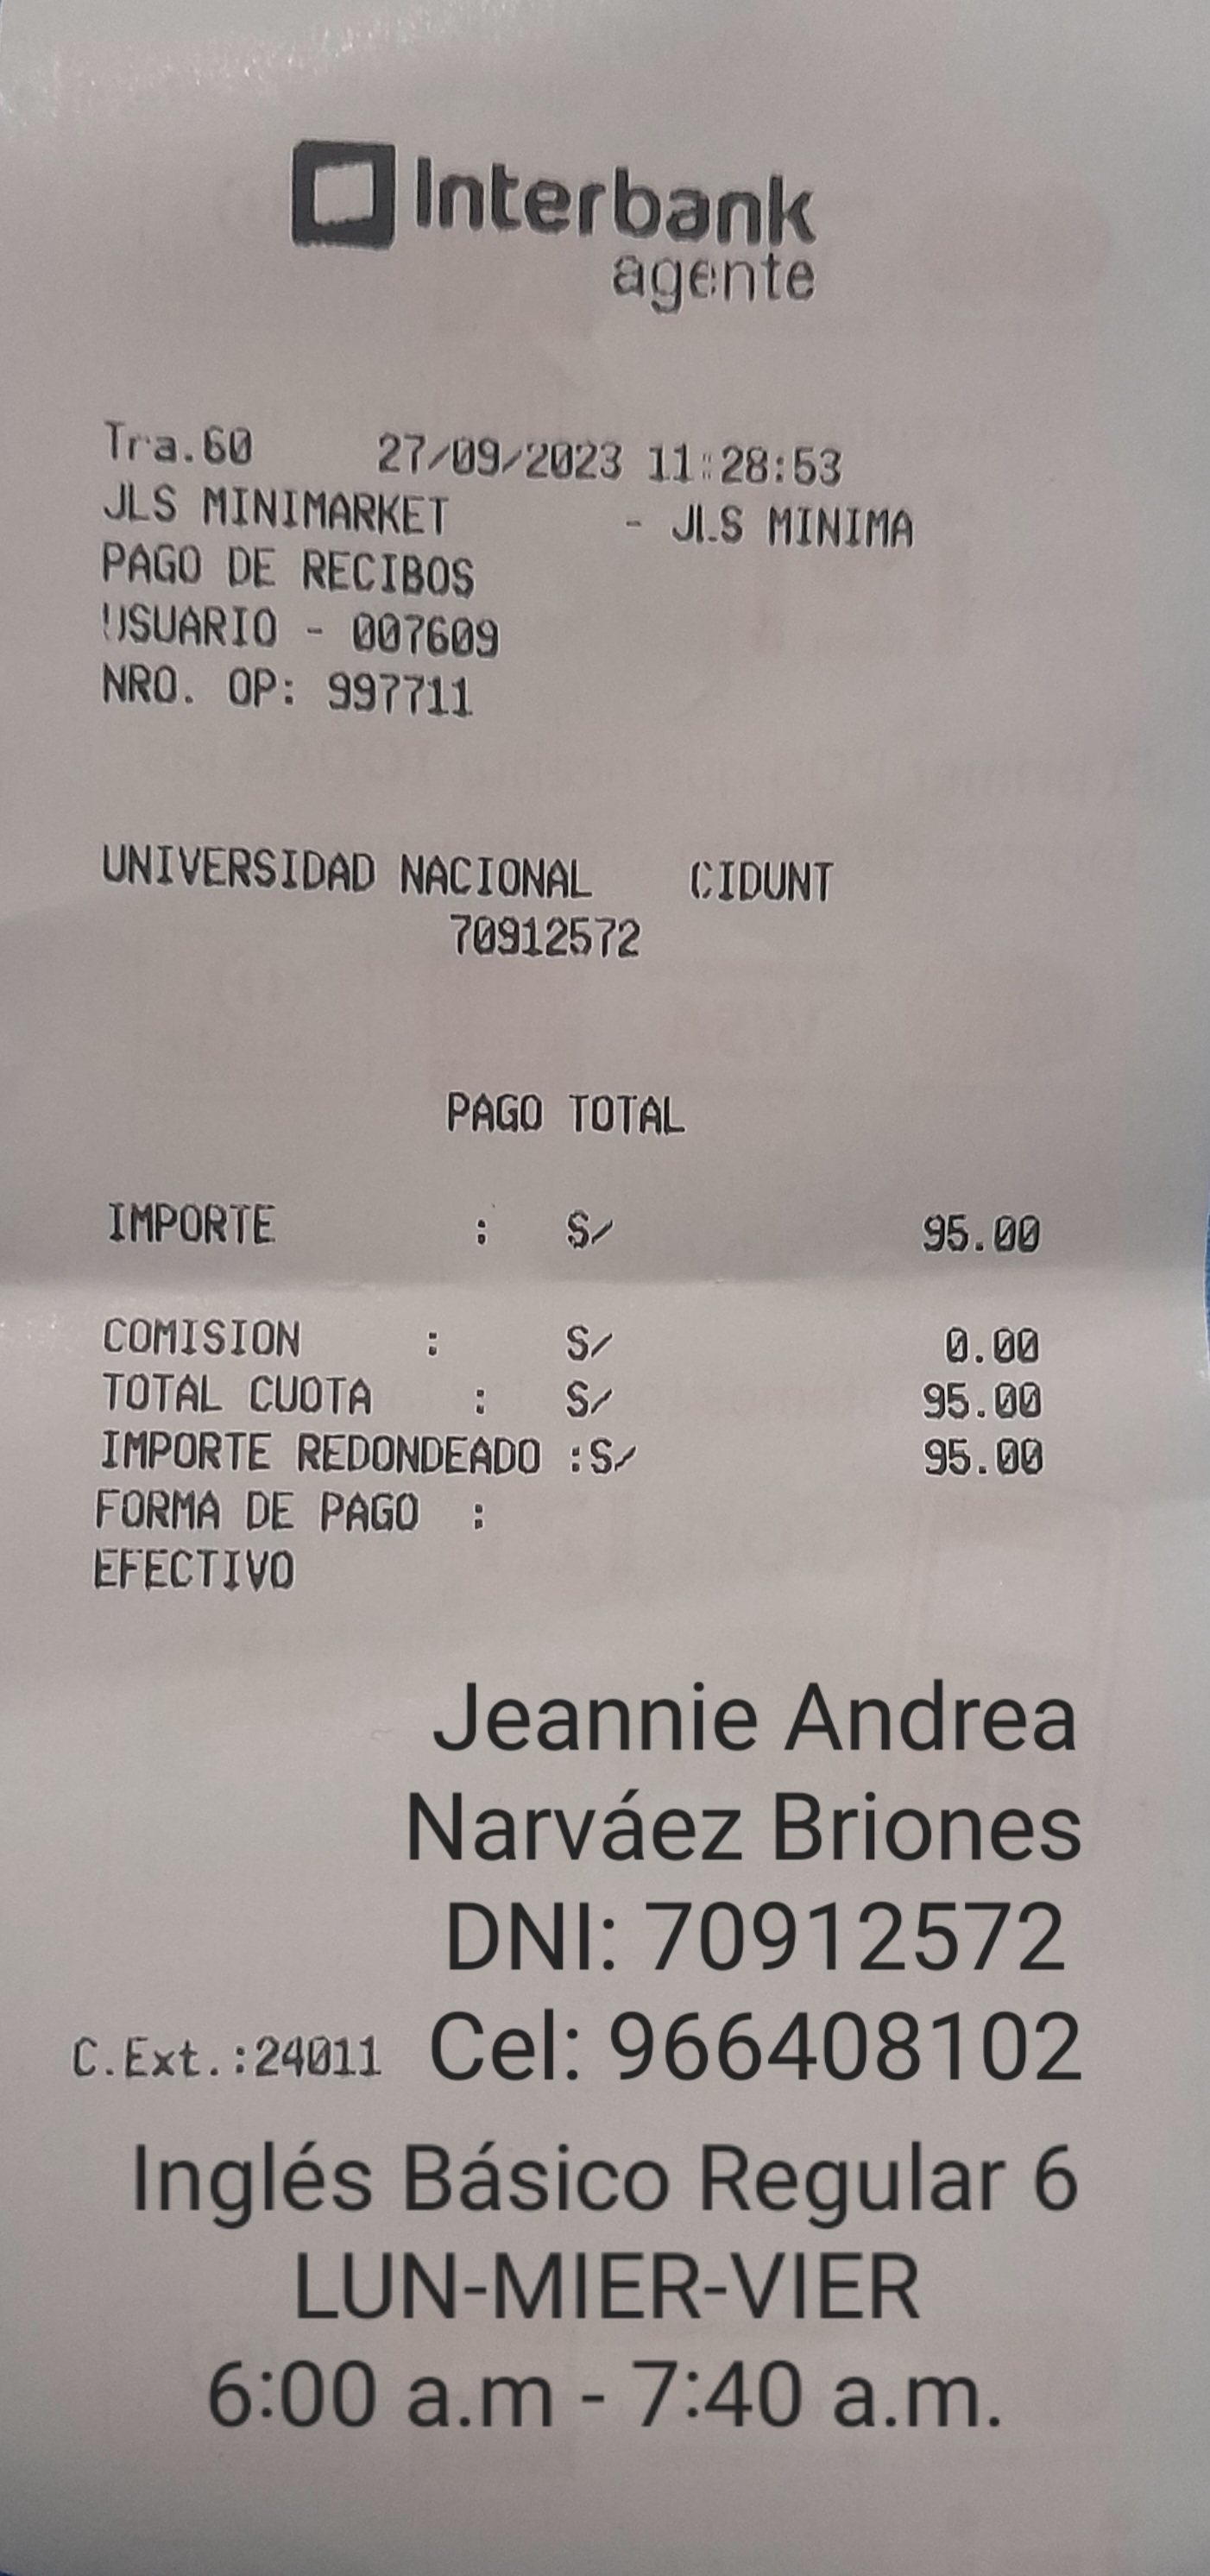 Interbank
agente
Tra.60 27/09/2023 11:28:53
JLS MINIMARKET - JLS MINIMA
PAGO DE RECIBOS
USUARIO - 007609
NRO. OP: 997711
UNIVERSIDAD NACIONAL CIDUNT
70912572
PAGO TOTAL
IMPORTE : S/ 95.00
COMISION : S/ 0.00
TOTAL CUOTA : S/ 95.00
IMPORTE REDONDEADO :S/ 95.00
FORMA DE PAGO :
EFECTIVO
Jeannie Andrea
Narváez Briones
DNI: 70912572
C.Ext.:24011 Cel: 966408102
Inglés Básico Regular 6
LUN-MIER-VIER
6:00 a.m - 7:40 a.m.